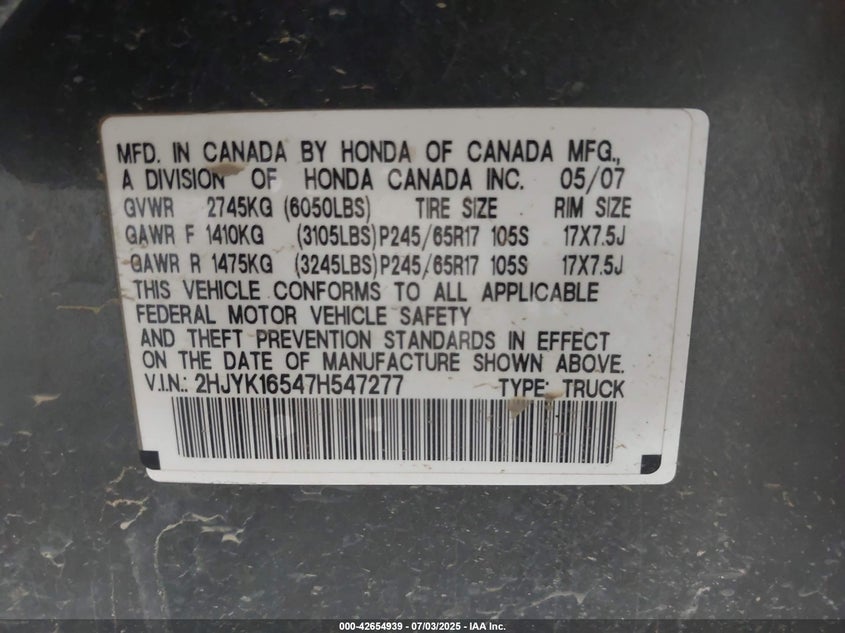 MFD. IN CANADA BY HONDA OF CANADA MFG.,
A DIVISION OF HONDA CANADA INC. 05/07
GVWR 2745KG (6050LBS) TIRE SIZE RIM SIZE
GAWR F 1410KG (3105LBS)P245/65R17 105S 17X7.5J
GAWR R 1475KG (3245LBS)P245/65R17 105S 17X7.5J
THIS VEHICLE CONFORMS TO ALL APPLICABLE
FEDERAL MOTOR VEHICLE SAFETY
AND THEFT PREVENTION STANDARDS IN EFFECT
ON THE DATE OF MANUFACTURE SHOWN ABOVE.
V.I.N.: 2HJYK16547H547277 TYPE: TRUCK
000-42654939 - 07/03/2025 - IAA Inc.